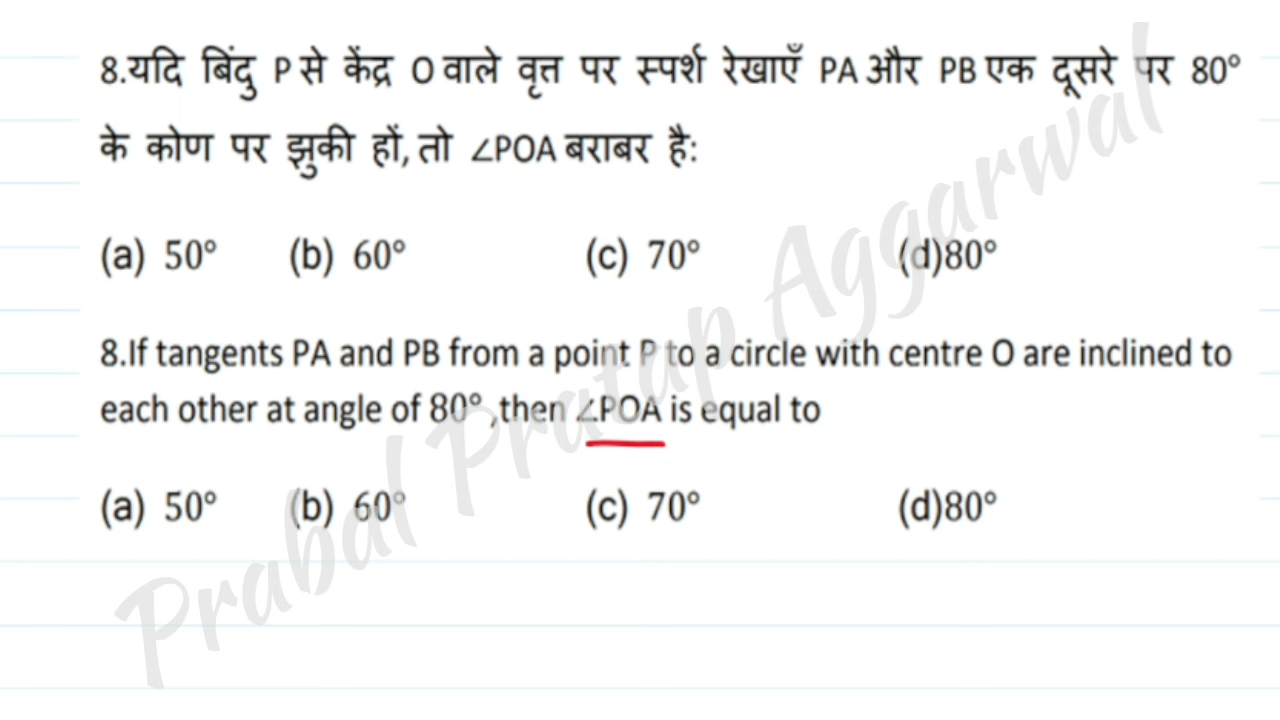 8.यदि बिंदु P से केंद्र O वाले वृत्त पर स्पर्श रेखाएँ PA और PB एक दूसरे पर 80°
के कोण पर झुकी हों, तो ∠POA बराबर है:
(a) 50° (b) 60° (c) 70° (d)80°
8.If tangents PA and PB from a point P to a circle with centre O are inclined to
each other at angle of 80° ,then ∠POA is equal to
(a) 50° (b) 60° (c) 70° (d)80°
Prabal Pratap Aggarwal